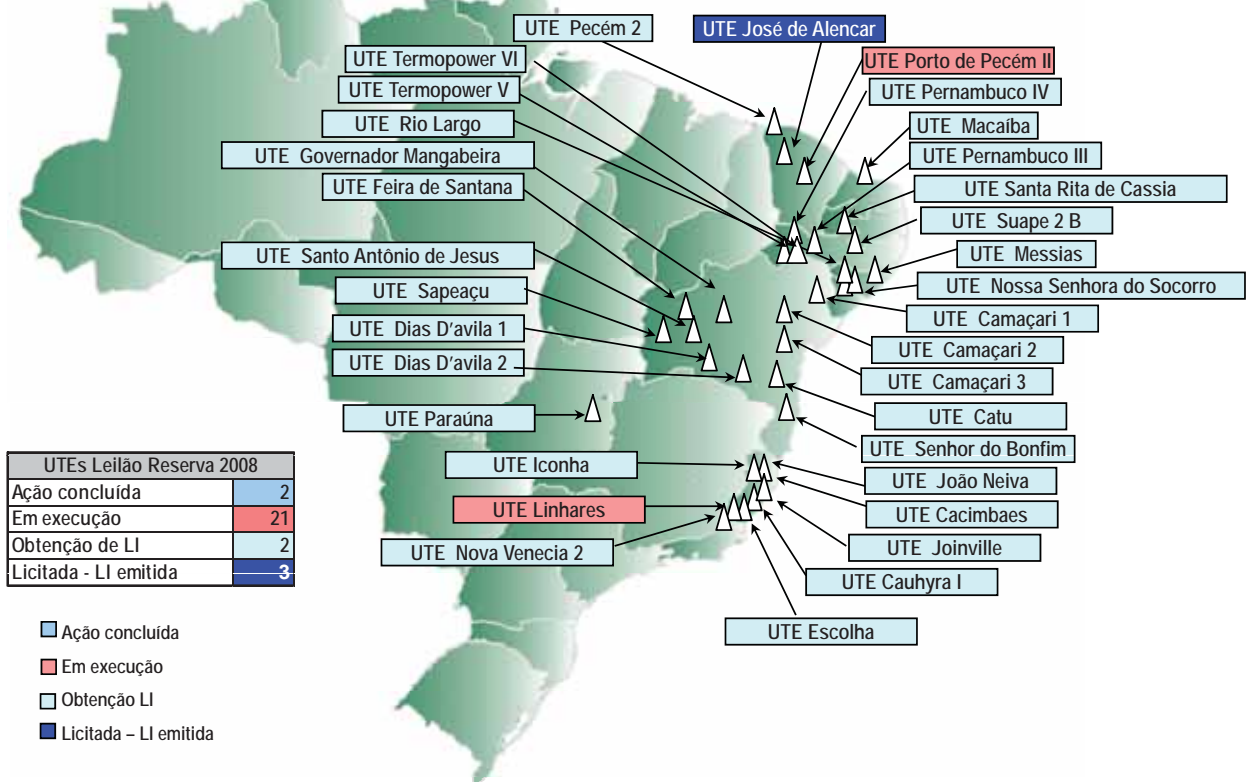 UTE Pecém 2
UTE José de Alencar
UTE Termopower VI
UTE Porto de Pecém II
UTE Termopower V
UTE Pernambuco IV
UTE Rio Largo
UTE Macaíba
UTE Governador Mangabeira
UTE Pernambuco III
UTE Feira de Santana
UTE Santa Rita de Cassia
UTE Suape 2 B
UTE Santo Antônio de Jesus
UTE Messias
UTE Sapeaçu
UTE Nossa Senhora do Socorro
UTE Camaçari 1
UTE Dias D'avila 1
UTE Camaçari 2
UTE Dias D'avila 2
UTE Camaçari 3
UTE Paraúna
UTE Catu
UTE Senhor do Bonfim
UTE Iconha
UTE João Neiva
UTE Linhares
UTE Cacimbaes
UTE Nova Venecia 2
UTE Joinville
UTE Cauhyra I
UTE Escolha
UTEs Leilão Reserva 2008
Ação concluída 2
Em execução 21
Obtenção de LI 2
Licitada - LI emitida 3
Ação concluída
Em execução
Obtenção LI
Licitada – LI emitida